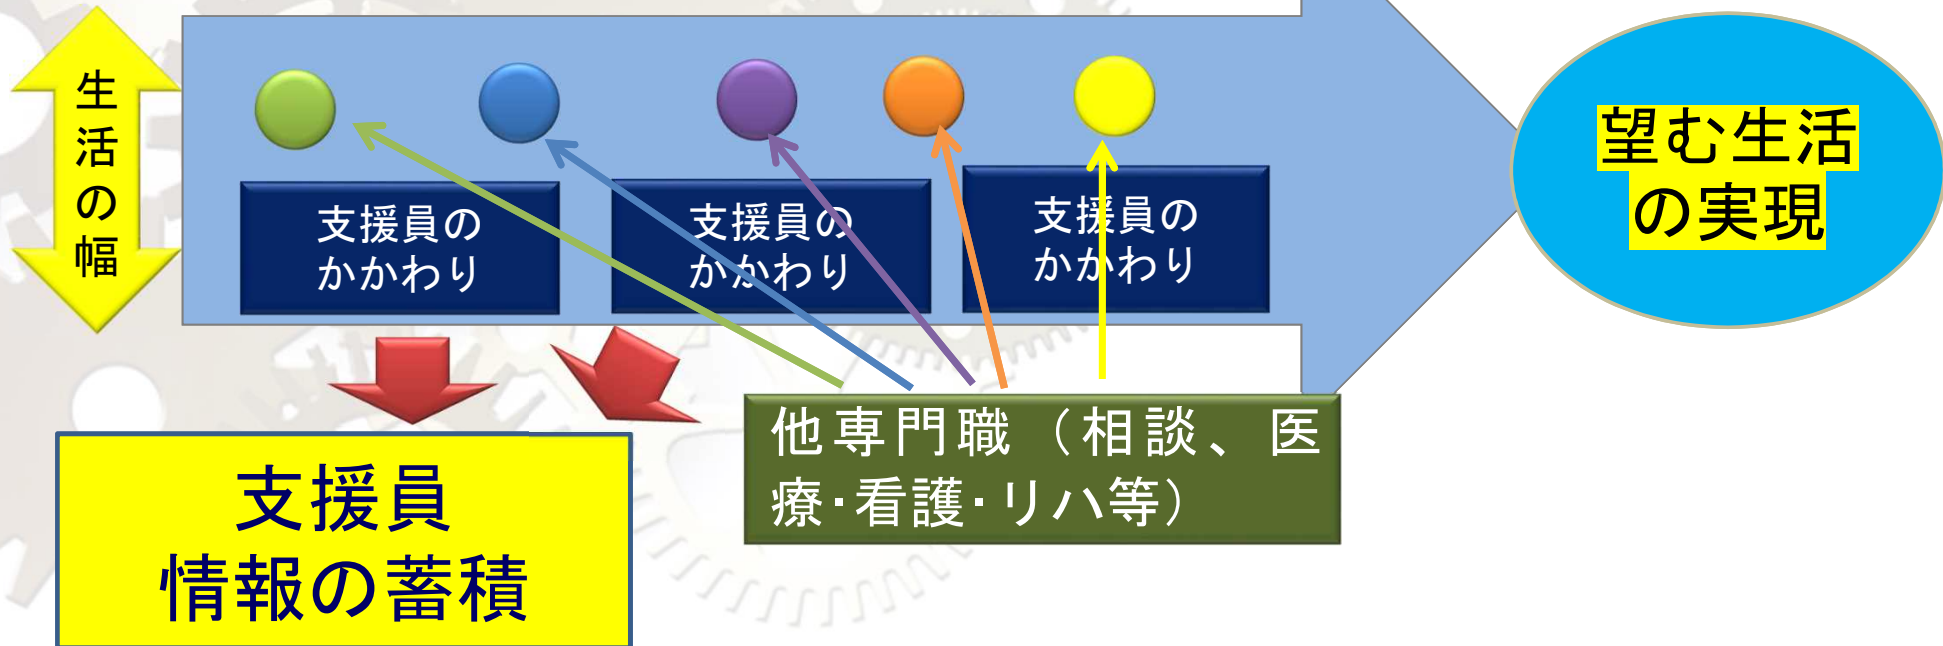 生活の幅
支援員の
かかわり
支援員の
かかわり
支援員の
かかわり
望む生活
の実現
他専門職（相談、医
療・看護・リハ等）
支援員
情報の蓄積